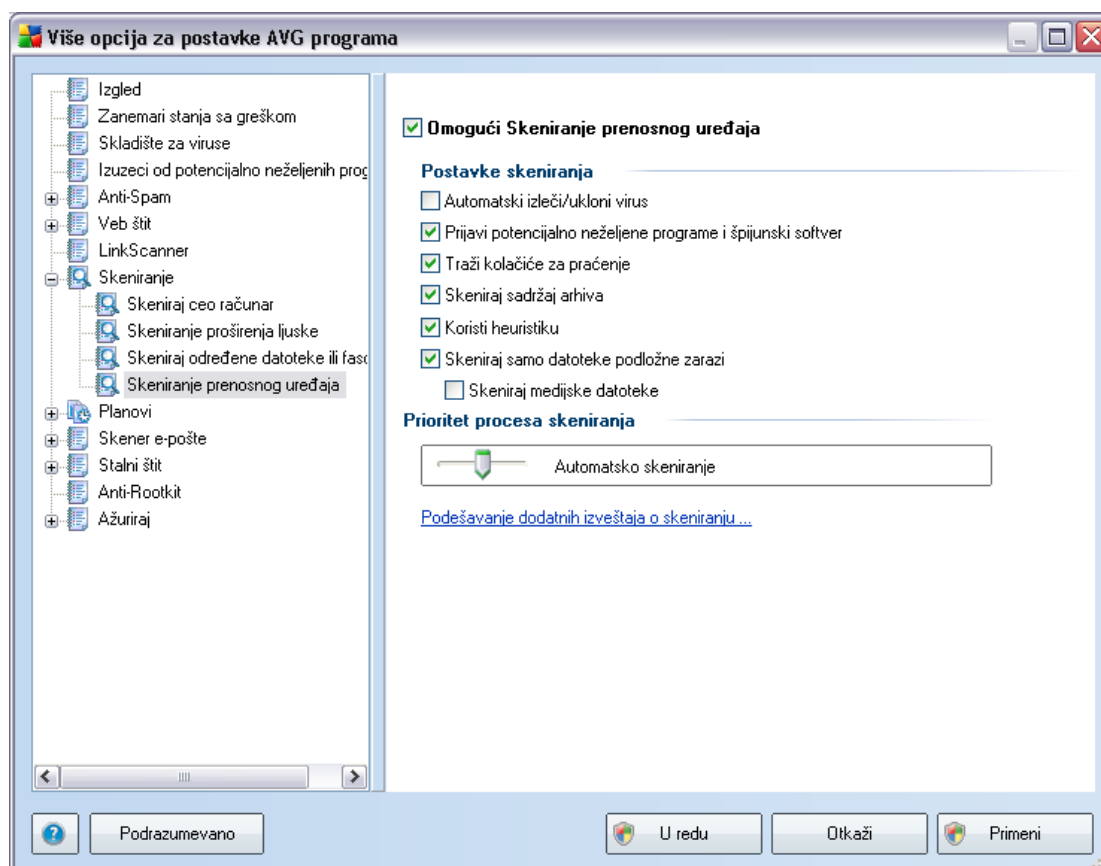 Više opcija za postavke AVG programa
Izgled
Zanemari stanja sa greškom
Skladište za viruse
Izuzeci od potencijalno neželjenih prog
Anti-Spam
Veb štit
LinkScanner
Skeniranje
Skeniraj ceo računar
Skeniranje proširenja ljuske
Skeniraj određene datoteke ili fasc
Skeniranje prenosnog uređaja
Planovi
Skener e-pošte
Stalni štit
Anti-Rootkit
Ažuriraj
Omogući Skeniranje prenosnog uređaja
Postavke skeniranja
Automatski izleči/ukloni virus
Prijavi potencijalno neželjene programe i špijunski softver
Traži kolačiće za praćenje
Skeniraj sadržaj arhiva
Koristi heuristiku
Skeniraj samo datoteke podložne zarazi
Skeniraj medijske datoteke
Prioritet procesa skeniranja
Automatsko skeniranje
Podešavanje dodatnih izveštaja o skeniranju ...
Podrazumevano
U redu
Otkaži
Primeni